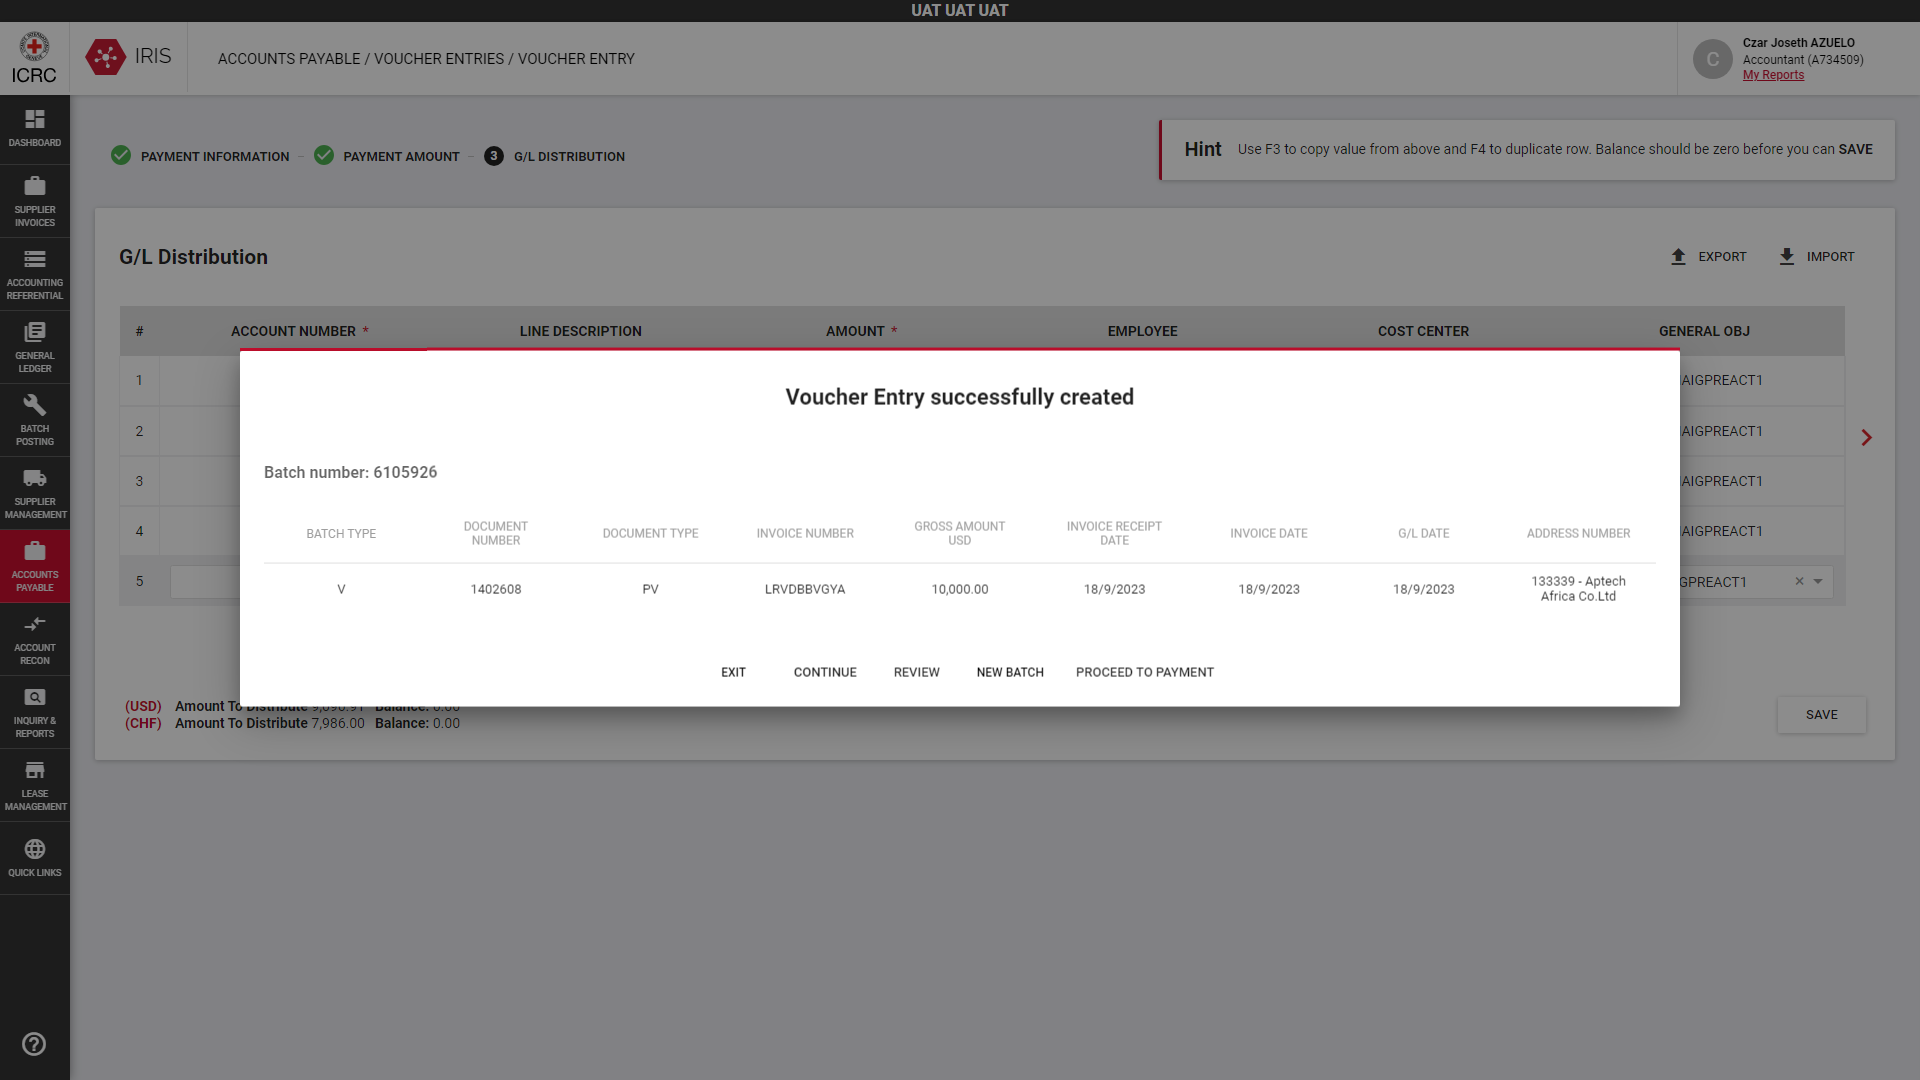 UAT UAT UAT
ICRC
IRIS
ACCOUNTS PAYABLE / VOUCHER ENTRIES / VOUCHER ENTRY
C
Czar Joseth AZUELO
Accountant (A734509)
My Reports
DASHBOARD
SUPPLIER
INVOICES
ACCOUNTING
REFERENTIAL
GENERAL
LEDGER
BATCH
POSTING
SUPPLIER
MANAGEMENT
ACCOUNTS
PAYABLE
ACCOUNT
RECON
INQUIRY &
REPORTS
LEASE
MANAGEMENT
QUICK LINKS
PAYMENT INFORMATION
PAYMENT AMOUNT
3 G/L DISTRIBUTION
Hint Use F3 to copy value from above and F4 to duplicate row. Balance should be zero before you can SAVE
G/L Distribution
EXPORT
IMPORT
# ACCOUNT NUMBER * LINE DESCRIPTION AMOUNT * EMPLOYEE COST CENTER GENERAL OBJ
1 AIGPREACT1
2 AIGPREACT1
3 AIGPREACT1
4 AIGPREACT1
5 GPREACT1 ×
Voucher Entry successfully created
Batch number: 6105926
BATCH TYPE DOCUMENT NUMBER DOCUMENT TYPE INVOICE NUMBER GROSS AMOUNT USD INVOICE RECEIPT DATE INVOICE DATE G/L DATE ADDRESS NUMBER
V 1402608 PV LRVDBBVGYA 10,000.00 18/9/2023 18/9/2023 18/9/2023 133339 - Aptech Africa Co.Ltd
EXIT CONTINUE REVIEW NEW BATCH PROCEED TO PAYMENT
(USD) Amount To Distribute Balance: 0.00
(CHF) Amount To Distribute 7,986.00 Balance: 0.00
SAVE